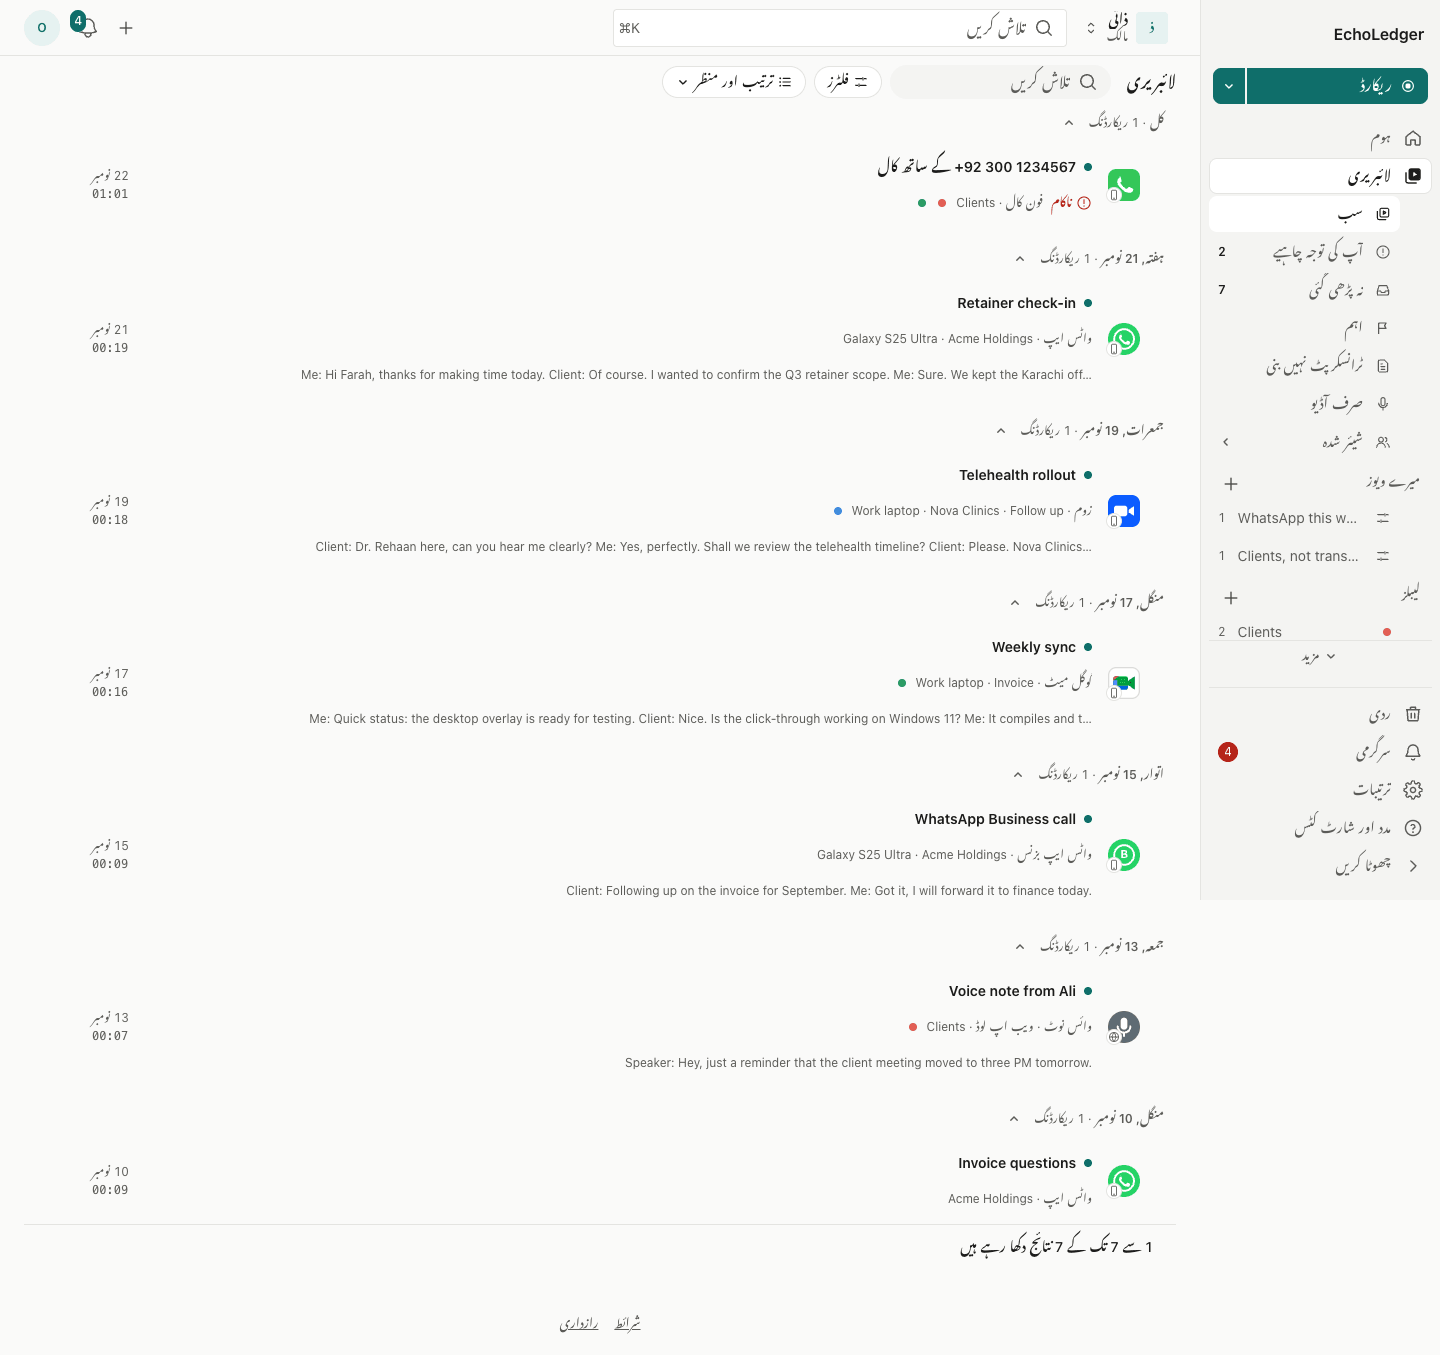 EchoLedger
ریکارڈ
ہوم
لائبریری
سب
آپ کی توجہ چاہیے 2
نہ پڑھی گئی 7
اہم
ٹرانسکرپٹ نہیں بنی
صرف آڈیو
شیئر شدہ
میرے ویوز
WhatsApp this w... 1
Clients, not trans... 1
لیبلز
Clients 2
مزید
ردی
سرگرمی 4
ترتیبات
مدد اور شارٹ کٹس
چھوٹا کریں
ذ
ذاتی
مالک
تلاش کریں ⌘K
4
O
لائبریری
تلاش کریں
فلٹرز
ترتیب اور منظر
کل · 1 ریکارڈنگ
+92 300 1234567 کے ساتھ کال
ناکام فون کال · Clients
22 نومبر
01:01
ہفتہ, 21 نومبر · 1 ریکارڈنگ
Retainer check-in
واٹس ایپ · Galaxy S25 Ultra · Acme Holdings
Me: Hi Farah, thanks for making time today. Client: Of course. I wanted to confirm the Q3 retainer scope. Me: Sure. We kept the Karachi off...
21 نومبر
00:19
جمعرات, 19 نومبر · 1 ریکارڈنگ
Telehealth rollout
زوم · Work laptop · Nova Clinics · Follow up
Client: Dr. Rehaan here, can you hear me clearly? Me: Yes, perfectly. Shall we review the telehealth timeline? Client: Please. Nova Clinics...
19 نومبر
00:18
منگل, 17 نومبر · 1 ریکارڈنگ
Weekly sync
گوگل میٹ · Work laptop · Invoice
Me: Quick status: the desktop overlay is ready for testing. Client: Nice. Is the click-through working on Windows 11? Me: It compiles and t...
17 نومبر
00:16
اتوار, 15 نومبر · 1 ریکارڈنگ
WhatsApp Business call
واٹس ایپ بزنس · Galaxy S25 Ultra · Acme Holdings
Client: Following up on the invoice for September. Me: Got it, I will forward it to finance today.
15 نومبر
00:09
جمعہ, 13 نومبر · 1 ریکارڈنگ
Voice note from Ali
وائس نوٹ · ویب اپ لوڈ · Clients
Speaker: Hey, just a reminder that the client meeting moved to three PM tomorrow.
13 نومبر
00:07
منگل, 10 نومبر · 1 ریکارڈنگ
Invoice questions
واٹس ایپ · Acme Holdings
10 نومبر
00:09
1 سے 7 تک کے 7 نتائج دکھا رہے ہیں
شرائط رازداری